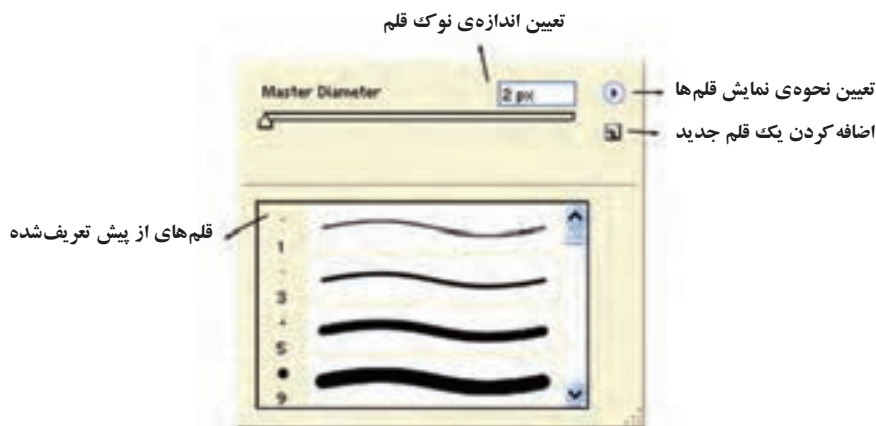 تعیین اندازه‌ی نوک قلم
Master Diameter
2 px
تعیین نحوه‌ی نمایش قلم‌ها
اضافه کردن یک قلم جدید
قلم‌های از پیش تعریف‌شده
1
3
5
9